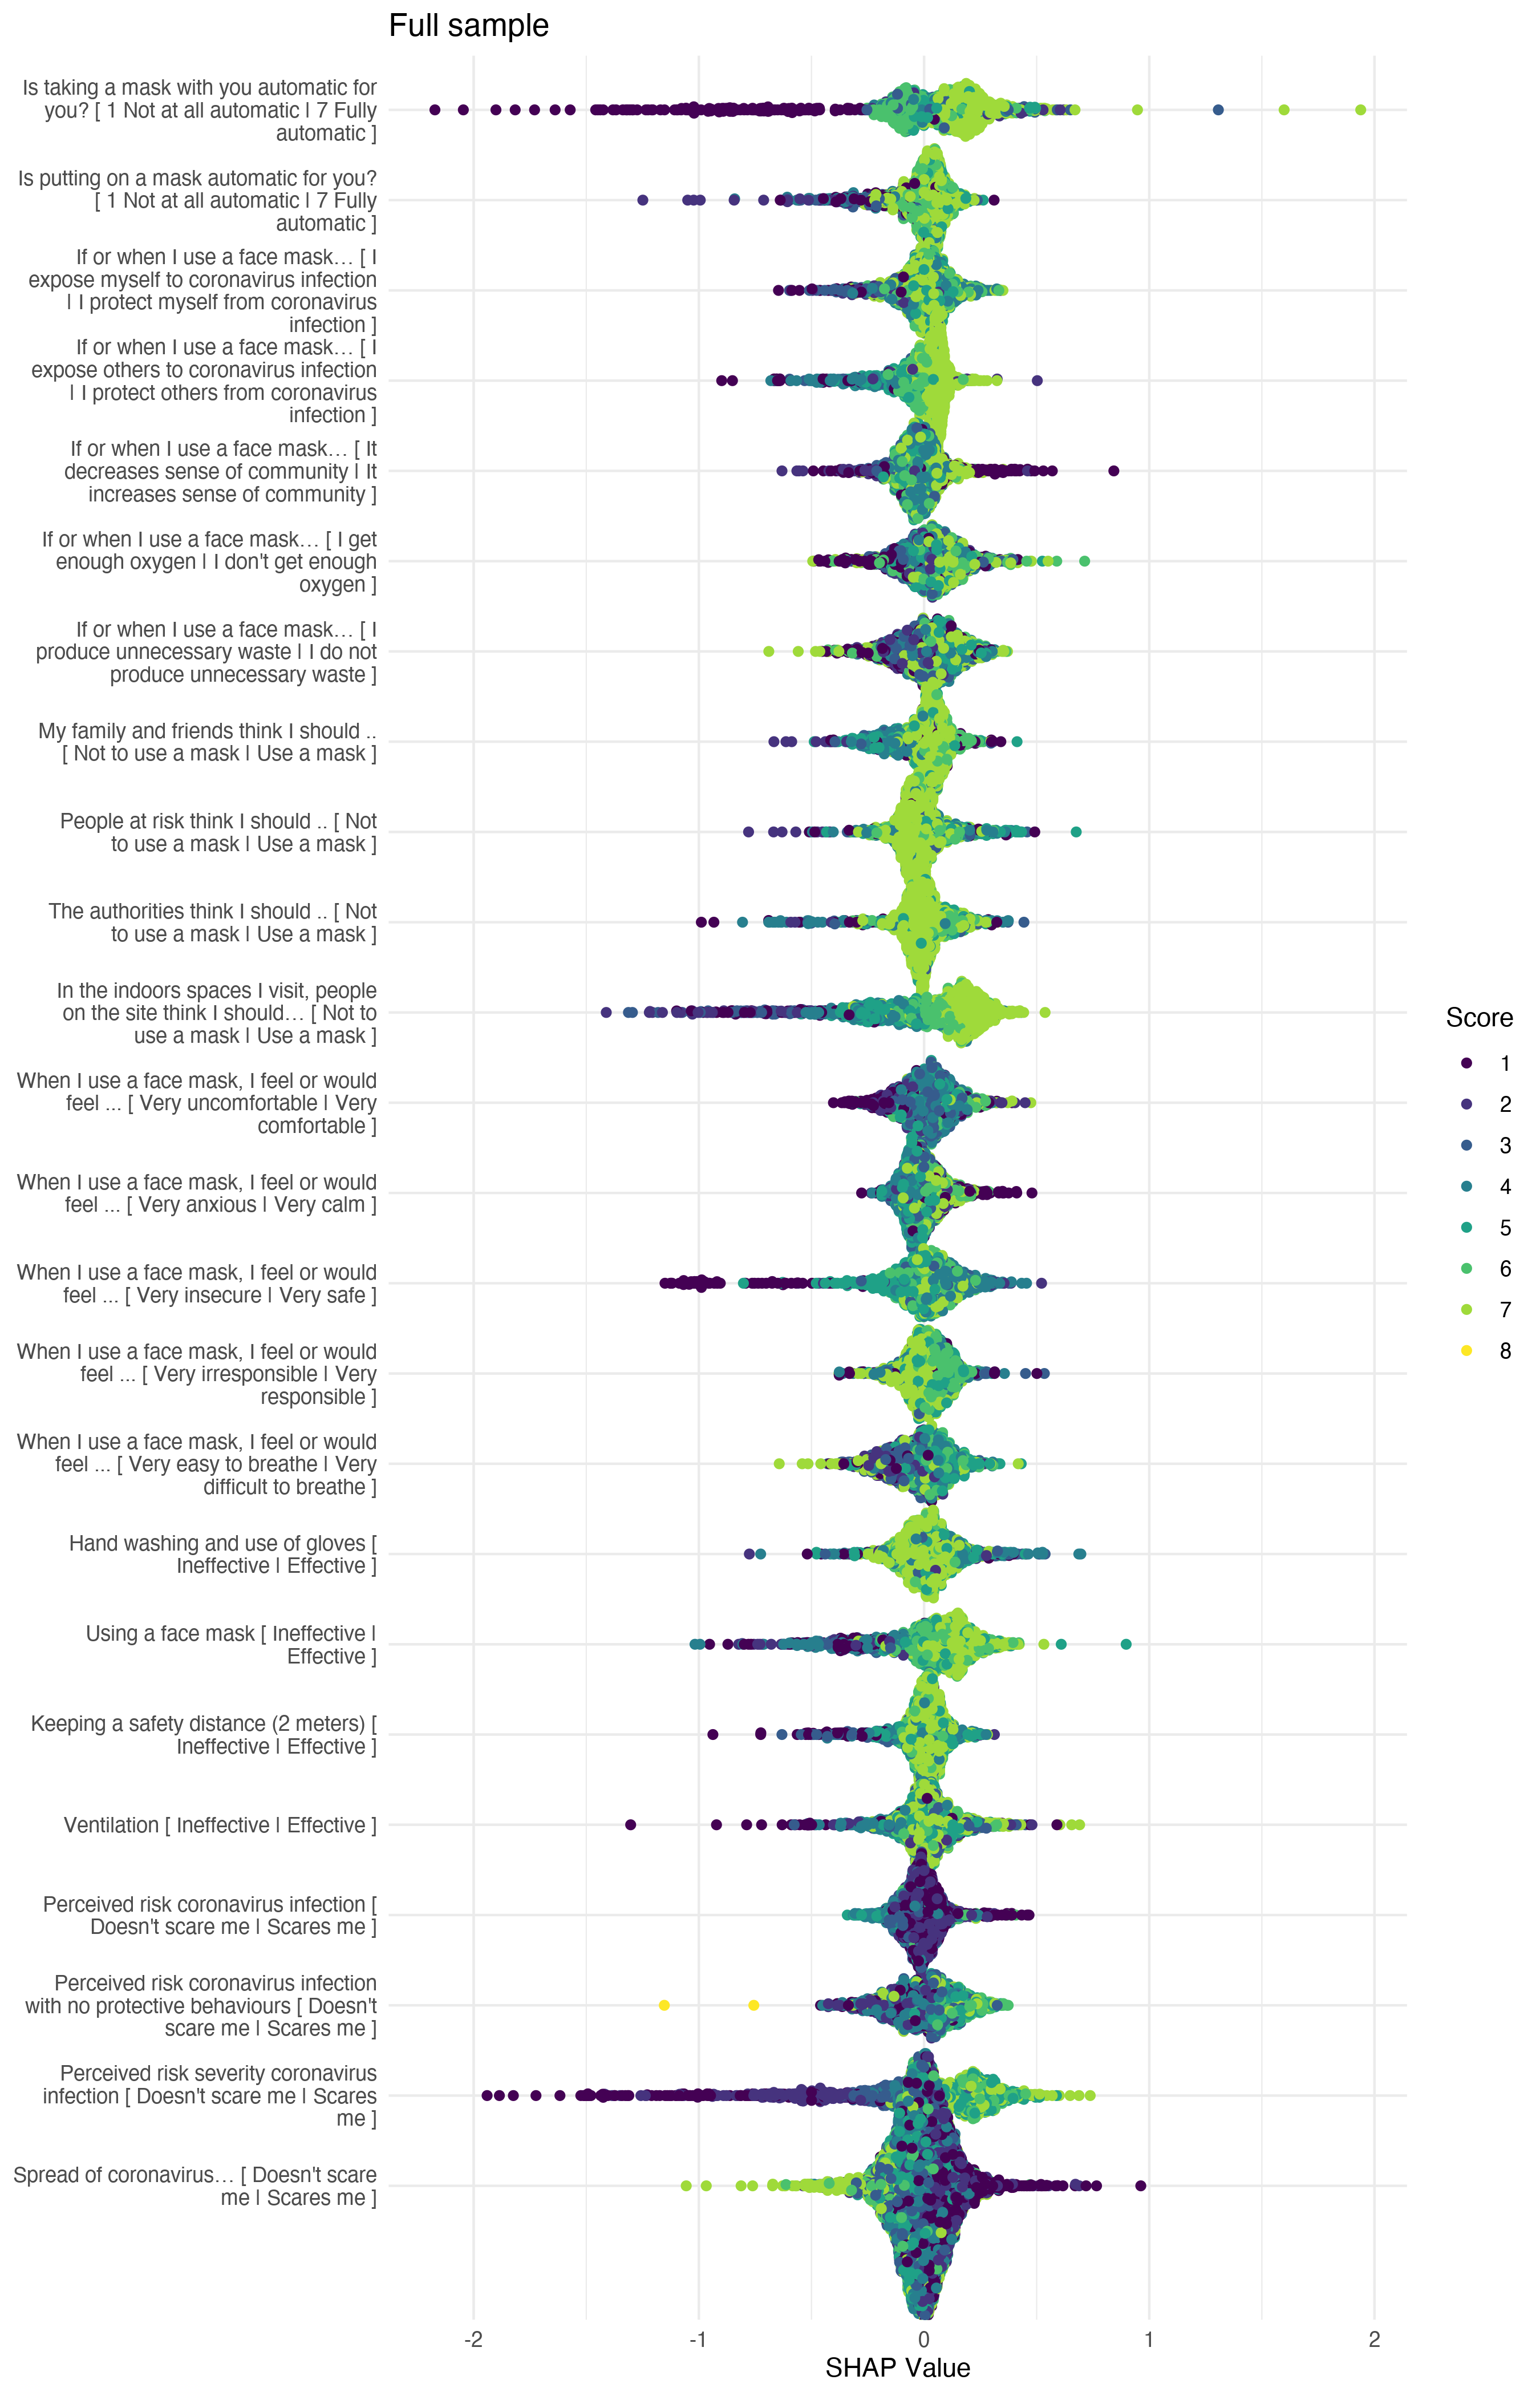 Full sample
Is taking a mask with you automatic for
you? [ 1 Not at all automatic | 7 Fully
automatic ]
Is putting on a mask automatic for you?
[ 1 Not at all automatic | 7 Fully
automatic ]
If or when I use a face mask… [ I
expose myself to coronavirus infection
| I protect myself from coronavirus
infection ]
If or when I use a face mask… [ I
expose others to coronavirus infection
| I protect others from coronavirus
infection ]
If or when I use a face mask… [ It
decreases sense of community | It
increases sense of community ]
If or when I use a face mask… [ I get
enough oxygen | I don't get enough
oxygen ]
If or when I use a face mask… [ I
produce unnecessary waste | I do not
produce unnecessary waste ]
My family and friends think I should ..
[ Not to use a mask | Use a mask ]
People at risk think I should .. [ Not
to use a mask | Use a mask ]
The authorities think I should .. [ Not
to use a mask | Use a mask ]
In the indoors spaces I visit, people
on the site think I should… [ Not to
use a mask | Use a mask ]
When I use a face mask, I feel or would
feel ... [ Very uncomfortable | Very
comfortable ]
When I use a face mask, I feel or would
feel ... [ Very anxious | Very calm ]
When I use a face mask, I feel or would
feel ... [ Very insecure | Very safe ]
When I use a face mask, I feel or would
feel ... [ Very irresponsible | Very
responsible ]
When I use a face mask, I feel or would
feel ... [ Very easy to breathe | Very
difficult to breathe ]
Hand washing and use of gloves [
Ineffective | Effective ]
Using a face mask [ Ineffective |
Effective ]
Keeping a safety distance (2 meters) [
Ineffective | Effective ]
Ventilation [ Ineffective | Effective ]
Perceived risk coronavirus infection [
Doesn't scare me | Scares me ]
Perceived risk coronavirus infection
with no protective behaviours [ Doesn't
scare me | Scares me ]
Perceived risk severity coronavirus
infection [ Doesn't scare me | Scares
me ]
Spread of coronavirus… [ Doesn't scare
me | Scares me ]
-2
-1
0
1
2
SHAP Value
Score
1
2
3
4
5
6
7
8